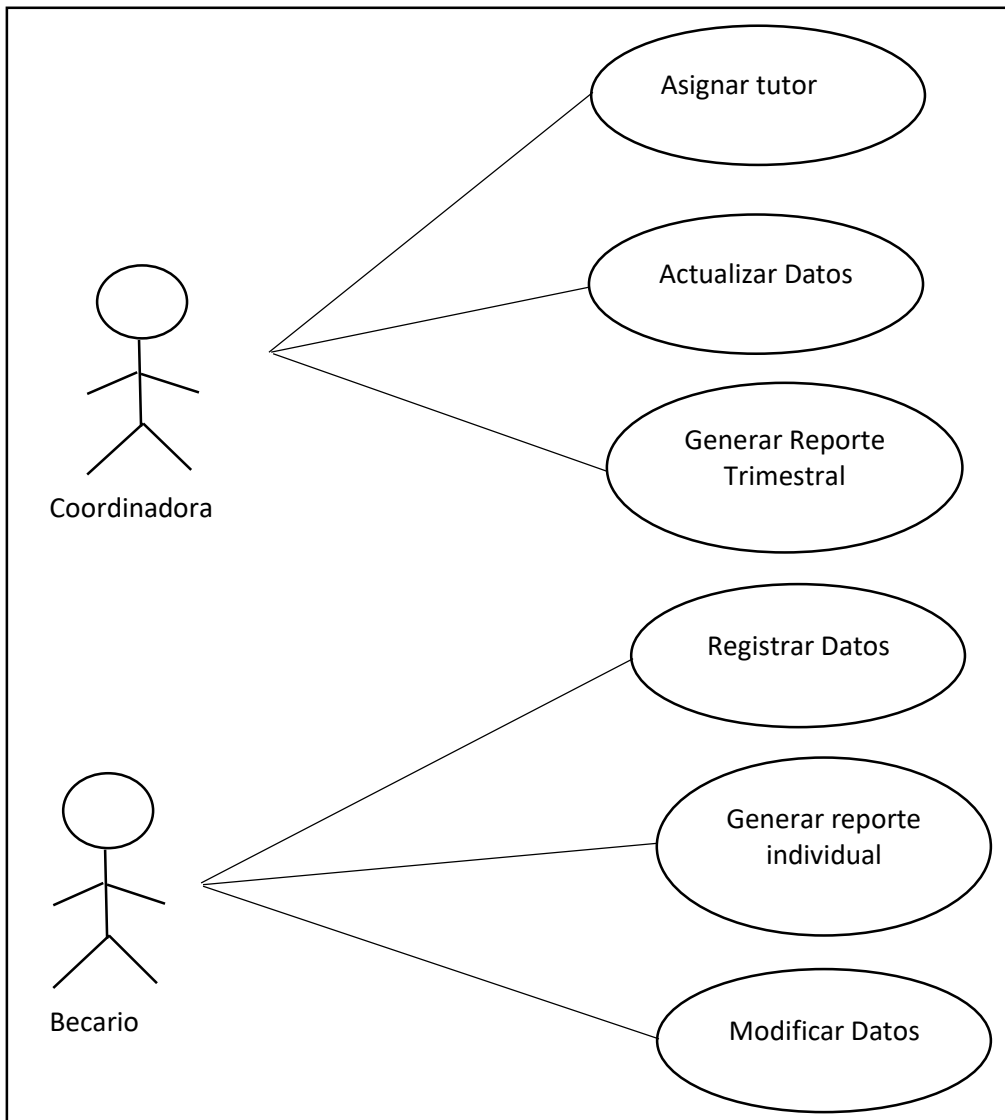 Asignar tutor
Actualizar Datos
Generar Reporte
Trimestral
Coordinadora
Registrar Datos
Generar reporte
individual
Modificar Datos
Becario